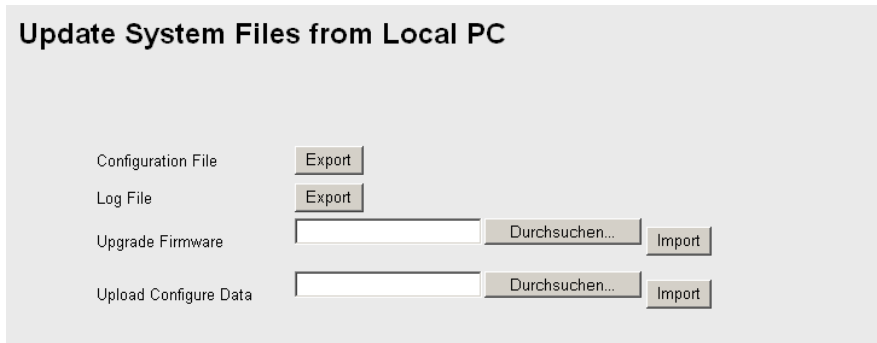 Update System Files from Local PC
Configuration File Export
Log File Export
Upgrade Firmware Durchsuchen... Import
Upload Configure Data Durchsuchen... Import